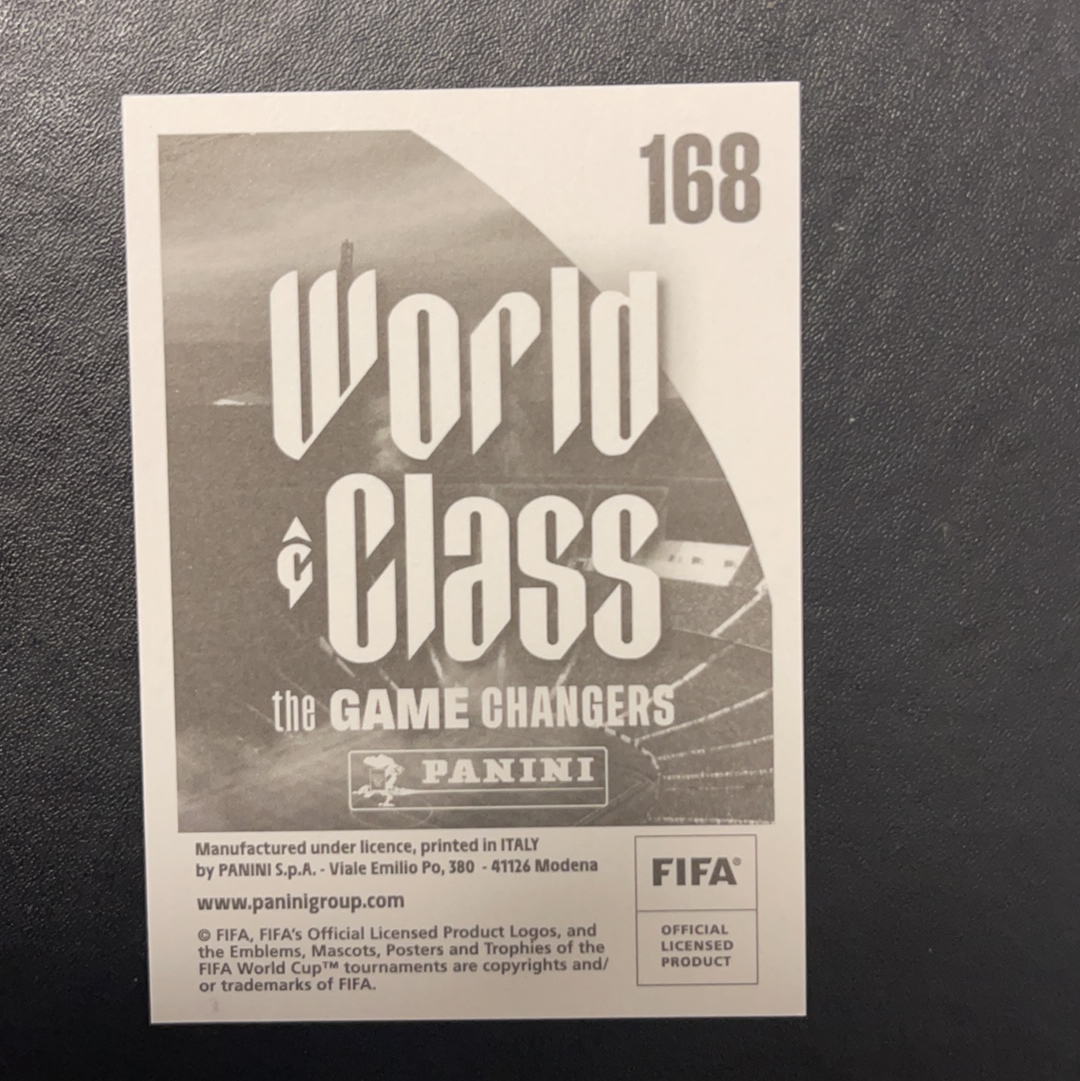 168
World
Class
the GAME CHANGERS
PANINI
Manufactured under licence, printed in ITALY
by PANINI S.p.A. - Viale Emilio Po, 380 - 41126 Modena
www.paninigroup.com
© FIFA, FIFA's Official Licensed Product Logos, and
the Emblems, Mascots, Posters and Trophies of the
FIFA World Cup™ tournaments are copyrights and/
or trademarks of FIFA.
FIFA®
OFFICIAL
LICENSED
PRODUCT